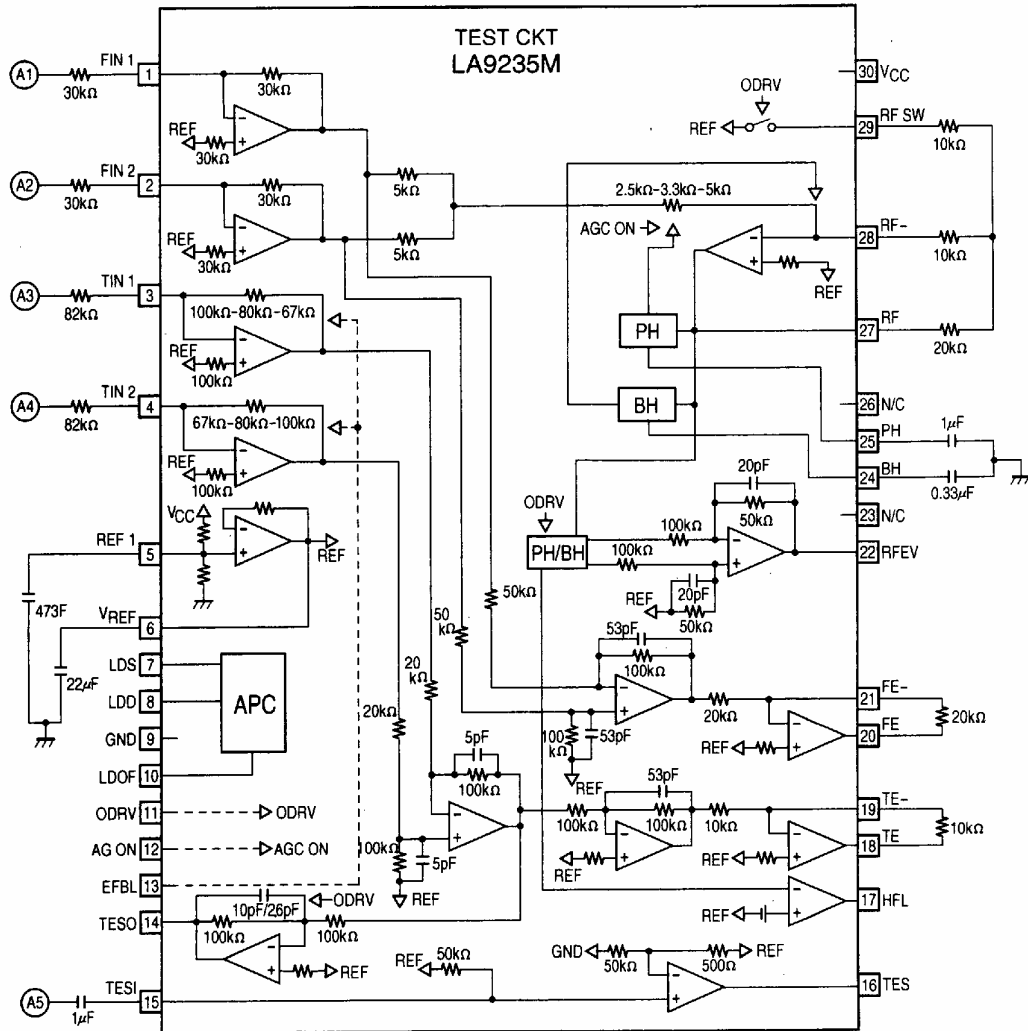 TEST CKT
LA9235M
A1
30kΩ
FIN 1
1
30kΩ
REF
30kΩ
A2
30kΩ
FIN 2
2
30kΩ
REF
30kΩ
5kΩ
5kΩ
A3
82kΩ
TIN 1
3
100kΩ-80kΩ-67kΩ
REF
100kΩ
A4
82kΩ
TIN 2
4
67kΩ-80kΩ-100kΩ
REF
100kΩ
VCC
REF 1
5
REF
473F
VREF
6
22μF
LDS
7
LDD
8
APC
GND
9
LDOF
10
ODRV
11
ODRV
AG ON
12
AGC ON
EFBL
13
TESO
14
10pF/26pF
ODRV
100kΩ
100kΩ
REF
A5
1μF
TESI
15
REF
50kΩ
20kΩ
20
kΩ
50
kΩ
50kΩ
5pF
100kΩ
100kΩ
5pF
REF
30
VCC
ODRV
REF
29
RF SW
10kΩ
2.5kΩ-3.3kΩ-5kΩ
AGC ON
28
RF-
10kΩ
REF
PH
27
RF
20kΩ
BH
26
N/C
25
PH
1μF
24
BH
0.33μF
23
N/C
20pF
50kΩ
ODRV
PH/BH
100kΩ
100kΩ
22
RFEV
20pF
REF
50kΩ
53pF
100kΩ
100
kΩ
53pF
REF
20kΩ
21
FE-
20kΩ
REF
20
FE
53pF
100kΩ
100kΩ
10kΩ
REF
19
TE-
10kΩ
REF
18
TE
REF
17
HFL
GND
50kΩ
500Ω
REF
16
TES